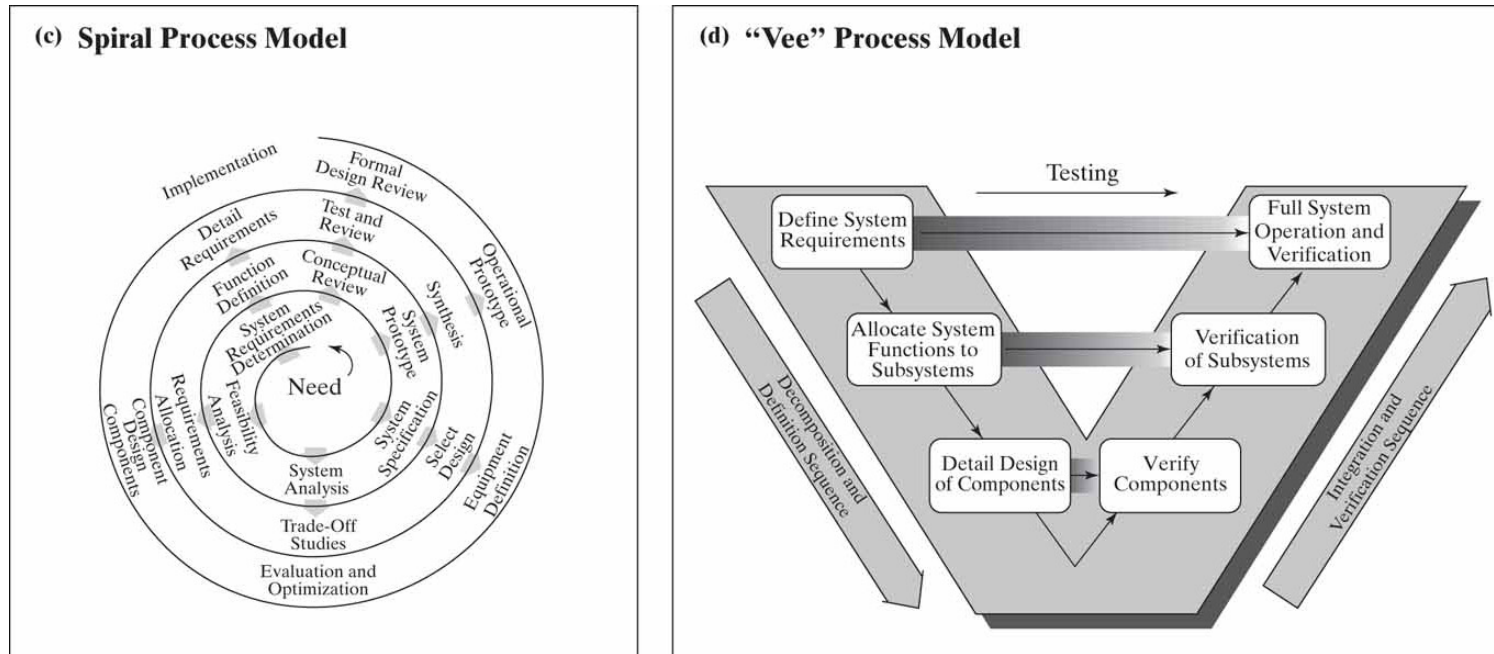 (c) Spiral Process Model
Implementation
Formal
Design Review
Detail
Requirements
Test and
Review
Function
Definition
Conceptual
Review
System
Requirements
Determination
System
Prototype
Synthesis
Operational
Prototype
Need
Feasibility
Analysis
Requirements
Allocation
Component
Design
Components
System
Analysis
System
Specification
Select
Design
Equipment
Definition
Trade-Off
Studies
Evaluation and
Optimization
(d) “Vee” Process Model
Testing
Define System
Requirements
Full System
Operation and
Verification
Allocate System
Functions to
Subsystems
Verification
of Subsystems
Detail Design
of Components
Verify
Components
Decomposition and
Definition Sequence
Integration and
Verification Sequence